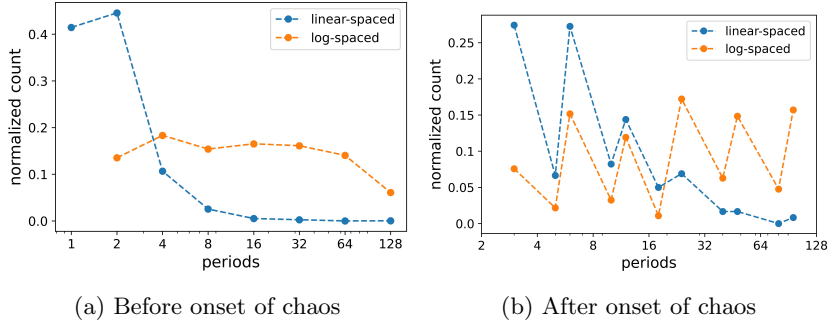 linear-spaced
log-spaced
normalized count
0.4
0.3
0.2
0.1
0.0
1 2 4 8 16 32 64 128
periods
(a) Before onset of chaos
linear-spaced
log-spaced
normalized count
0.25
0.20
0.15
0.10
0.05
0.00
2 4 8 16 32 64 128
periods
(b) After onset of chaos